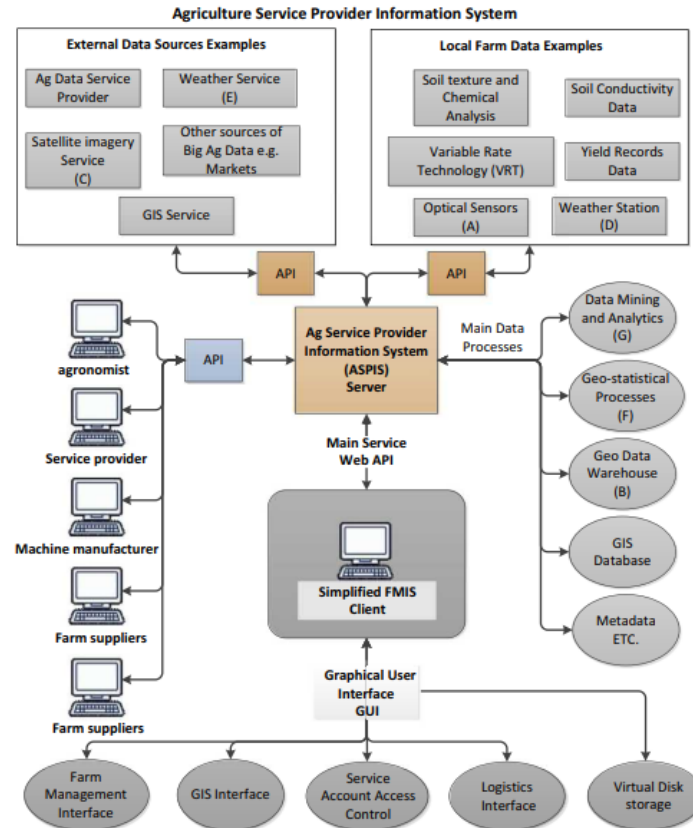 Agriculture Service Provider Information System
External Data Sources Examples
Ag Data Service
Provider
Weather Service
(E)
Satellite imagery
Service
(C)
Other sources of
Big Ag Data e.g.
Markets
GIS Service
Local Farm Data Examples
Soil texture and
Chemical
Analysis
Soil Conductivity
Data
Variable Rate
Technology (VRT)
Yield Records
Data
Optical Sensors
(A)
Weather Station
(D)
API
API
agronomist
Service provider
Machine manufacturer
Farm suppliers
Farm suppliers
API
Ag Service Provider
Information System
(ASPIS)
Server
Main Data
Processes
Data Mining
and Analytics
(G)
Geo-statistical
Processes
(F)
Geo Data
Warehouse
(B)
GIS
Database
Metadata
ETC.
Main Service
Web API
Simplified FMIS
Client
Graphical User
Interface
GUI
Farm
Management
Interface
GIS Interface
Service
Account Access
Control
Logistics
Interface
Virtual Disk
storage